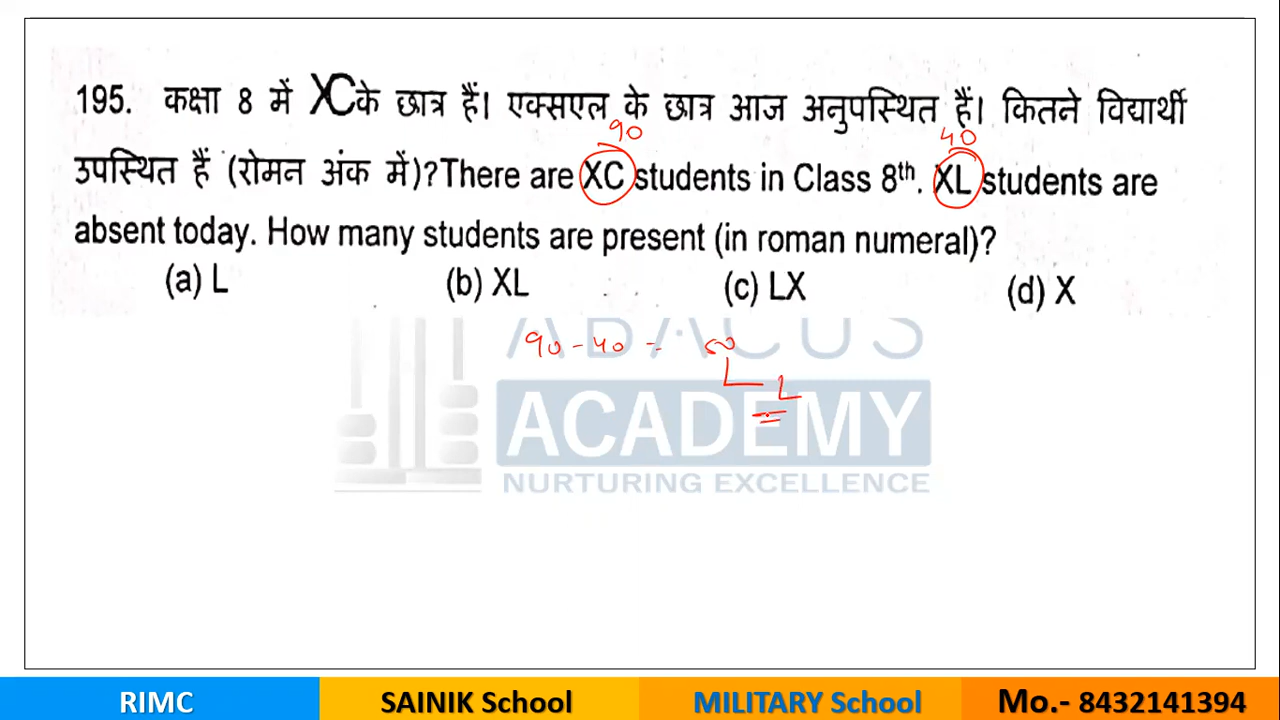 195. कक्षा 8 में XC के छात्र हैं। एक्सएल के छात्र आज अनुपस्थित हैं। कितने विद्यार्थी
90 40
उपस्थित हैं (रोमन अंक में)? There are XC students in Class 8th. XL students are
absent today. How many students are present (in roman numeral)?
(a) L (b) XL (c) LX (d) X
ABACUS
90 - 40 = 50
L L
ACADEMY
NURTURING EXCELLENCE
RIMC SAINIK School MILITARY School Mo.- 8432141394